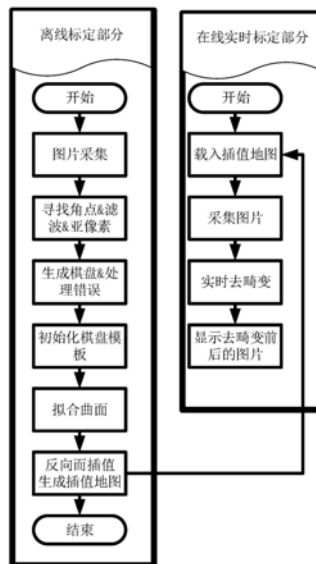 离线标定部分
开始
图片采集
寻找角点&滤
波&亚像素
生成棋盘&处
理错误
初始化棋盘模
板
拟合曲面
反向而插值
生成插值地图
结束
在线实时标定部分
开始
载入插值地图
采集图片
实时去畸变
显示去畸变前
后的图片